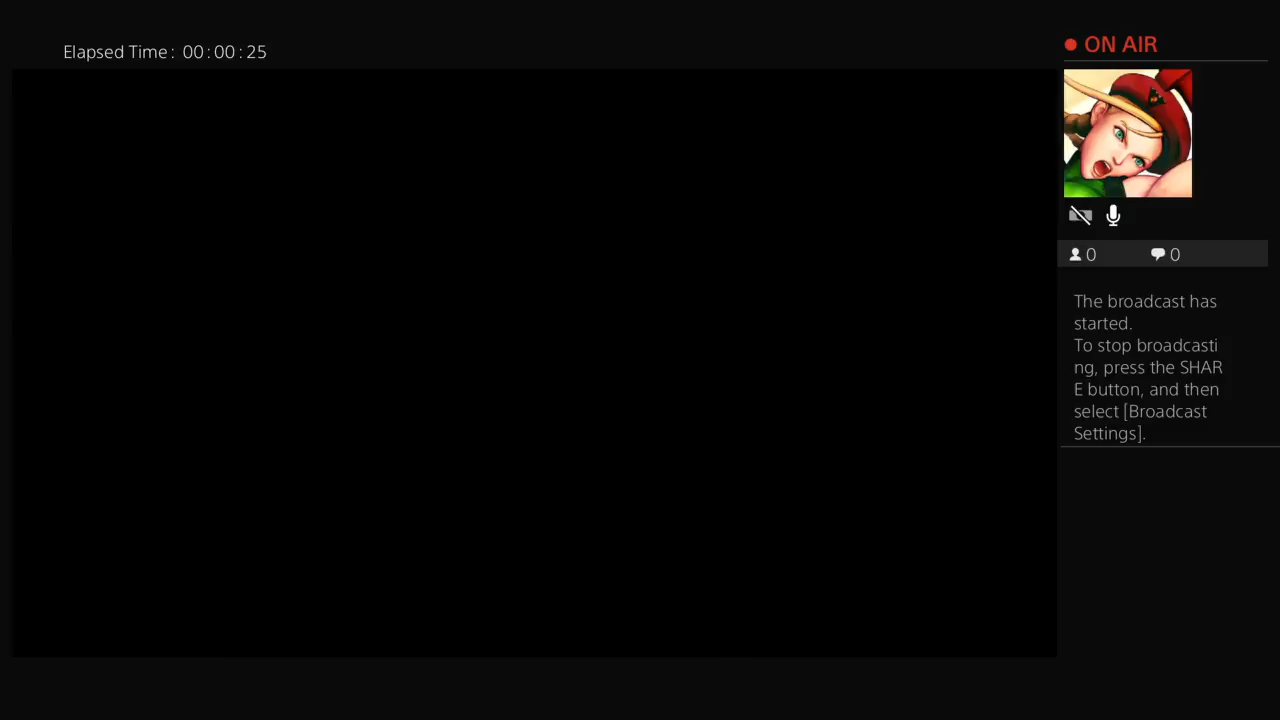 Elapsed Time: 00:00:25
ON AIR
0 0
The broadcast has
started.
To stop broadcasti
ng, press the SHAR
E button, and then
select [Broadcast
Settings].